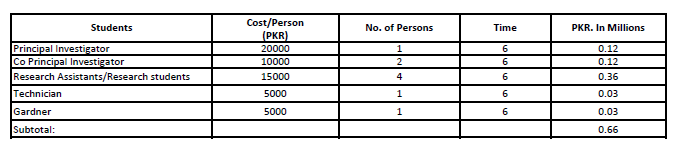 Students Cost/Person (PKR) No. of Persons Time PKR. In Millions
Principal Investigator 20000 1 6 0.12
Co Principal Investigator 10000 2 6 0.12
Research Assistants/Research students 15000 4 6 0.36
Technician 5000 1 6 0.03
Gardner 5000 1 6 0.03
Subtotal: 0.66